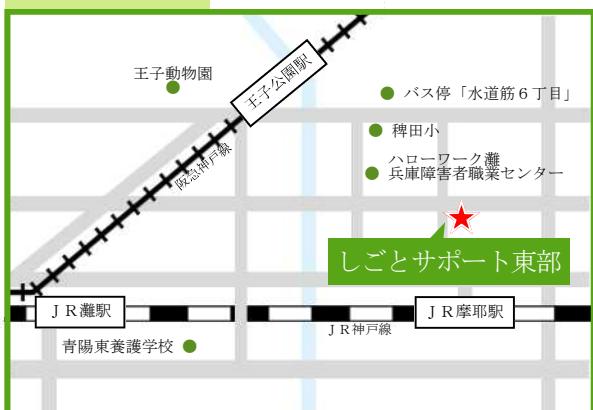 王子動物園
王子公園駅
バス停「水道筋６丁目」
稗田小
阪急神戸線
ハローワーク灘
兵庫障害者職業センター
しごとサポート東部
ＪＲ灘駅
ＪＲ摩耶駅
ＪＲ神戸線
青陽東養護学校